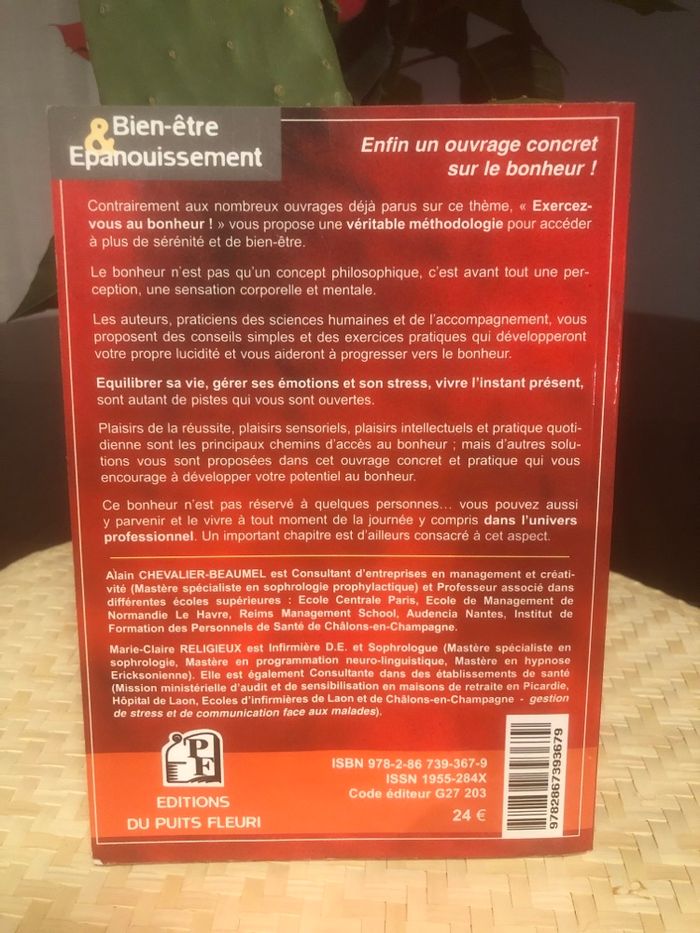 Bien-être
&
Epanouissement
Enfin un ouvrage concret
sur le bonheur !
Contrairement aux nombreux ouvrages déjà parus sur ce thème, « Exercez-
vous au bonheur ! » vous propose une véritable méthodologie pour accéder
à plus de sérénité et de bien-être.
Le bonheur n'est pas qu'un concept philosophique, c'est avant tout une per-
ception, une sensation corporelle et mentale.
Les auteurs, praticiens des sciences humaines et de l'accompagnement, vous
proposent des conseils simples et des exercices pratiques qui développeront
votre propre lucidité et vous aideront à progresser vers le bonheur.
Equilibrer sa vie, gérer ses émotions et son stress, vivre l'instant présent,
sont autant de pistes qui vous sont ouvertes.
Plaisirs de la réussite, plaisirs sensoriels, plaisirs intellectuels et pratique quoti-
dienne sont les principaux chemins d'accès au bonheur ; mais d'autres solu-
tions vous sont proposées dans cet ouvrage concret et pratique qui vous
encourage à développer votre potentiel au bonheur.
Ce bonheur n'est pas réservé à quelques personnes... vous pouvez aussi
y parvenir et le vivre à tout moment de la journée y compris dans l'univers
professionnel. Un important chapitre est d'ailleurs consacré à cet aspect.
Alain CHEVALIER-BEAUMEL est Consultant d'entreprises en management et créati-
vité (Mastère spécialiste en sophrologie prophylactique) et Professeur associé dans
différentes écoles supérieures : Ecole Centrale Paris, Ecole de Management de
Normandie Le Havre, Reims Management School, Audencia Nantes, Institut de
Formation des Personnels de Santé de Châlons-en-Champagne.
Marie-Claire RELIGIEUX est Infirmière D.E. et Sophrologue (Mastère spécialiste en
sophrologie, Mastère en programmation neuro-linguistique, Mastère en hypnose
Ericksonienne). Elle est également Consultante dans des établissements de santé
(Mission ministérielle d'audit et de sensibilisation en maisons de retraite en Picardie,
Hôpital de Laon, Ecoles d'infirmières de Laon et de Châlons-en-Champagne - gestion
de stress et de communication face aux malades).
PF
EDITIONS
DU PUITS FLEURI
ISBN 978-2-86 739-367-9
ISSN 1955-284X
Code éditeur G27 203
24 €
9782867393679